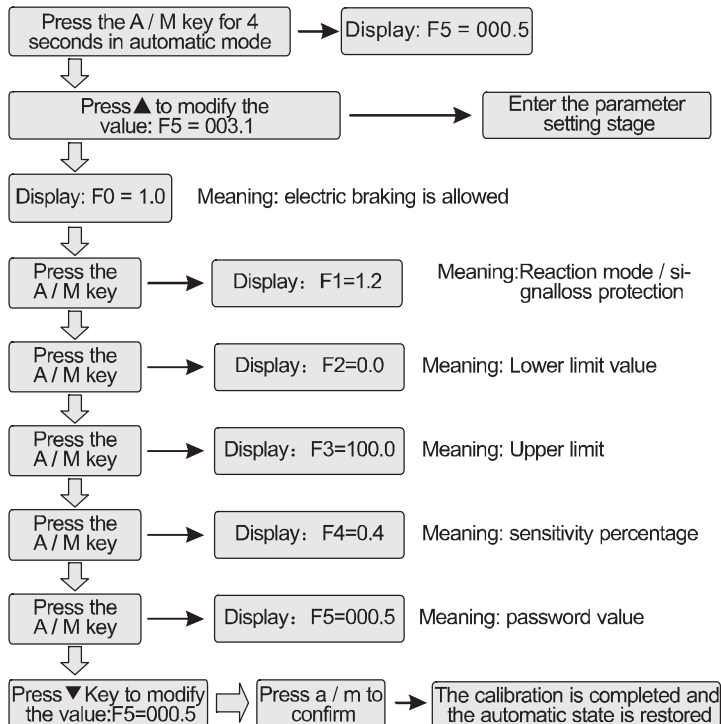 Press the A / M key for 4
seconds in automatic mode
Display: F5 = 000.5
Press▲ to modify the
value: F5 = 003.1
Enter the parameter
setting stage
Display: F0 = 1.0
Meaning: electric braking is allowed
Press the
A / M key
Display：F1=1.2
Meaning:Reaction mode / si-
gnalloss protection
Press the
A / M key
Display：F2=0.0
Meaning: Lower limit value
Press the
A / M key
Display：F3=100.0
Meaning: Upper limit
Press the
A / M key
Display：F4=0.4
Meaning: sensitivity percentage
Press the
A / M key
Display：F5=000.5
Meaning: password value
Press▼Key to modify
the value:F5=000.5
Press a / m to
confirm
The calibration is completed and
the automatic state is restored